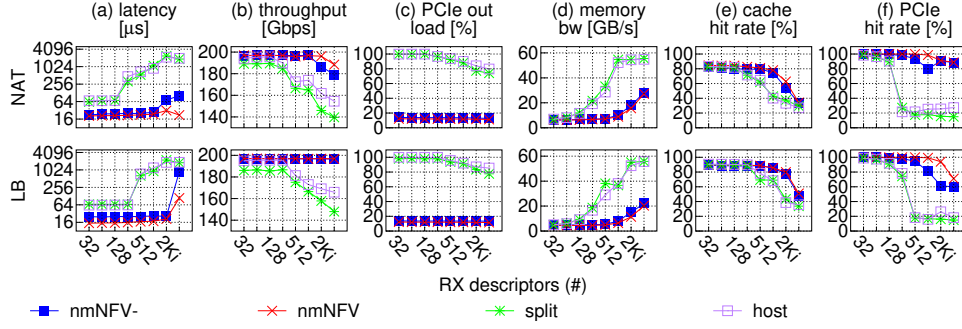 (a) latency (b) throughput (c) PCIe out (d) memory (e) cache (f) PCIe
[μs] [Gbps] load [%] bw [GB/s] hit rate [%] hit rate [%]
NAT
4096 200 100 60 100 100
1024 180 80 40 80 80
256 160 60 60 60
64 140 40 20 40 40
16 20 20 20
0 0 0 0
LB
4096 200 100 60 100 100
1024 180 80 40 80 80
256 160 60 60 60
64 140 40 20 40 40
16 20 20 20
0 0 0 0
32 128 512 2Ki 32 128 512 2Ki 32 128 512 2Ki 32 128 512 2Ki 32 128 512 2Ki 32 128 512 2Ki
RX descriptors (#)
nmNFV- nmNFV split host